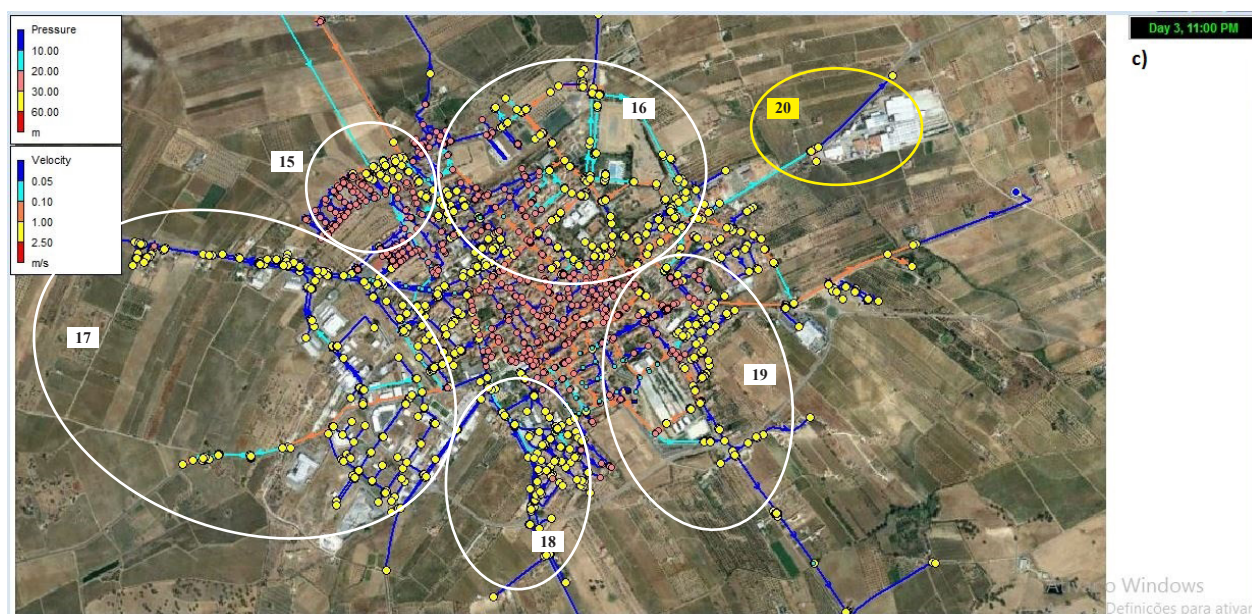 Pressure
10.00
20.00
30.00
60.00
m
Velocity
0.05
0.10
1.00
2.50
m/s
Day 3, 11:00 PM
c)
15
16
20
17
19
18
Windows
Definições para ativar